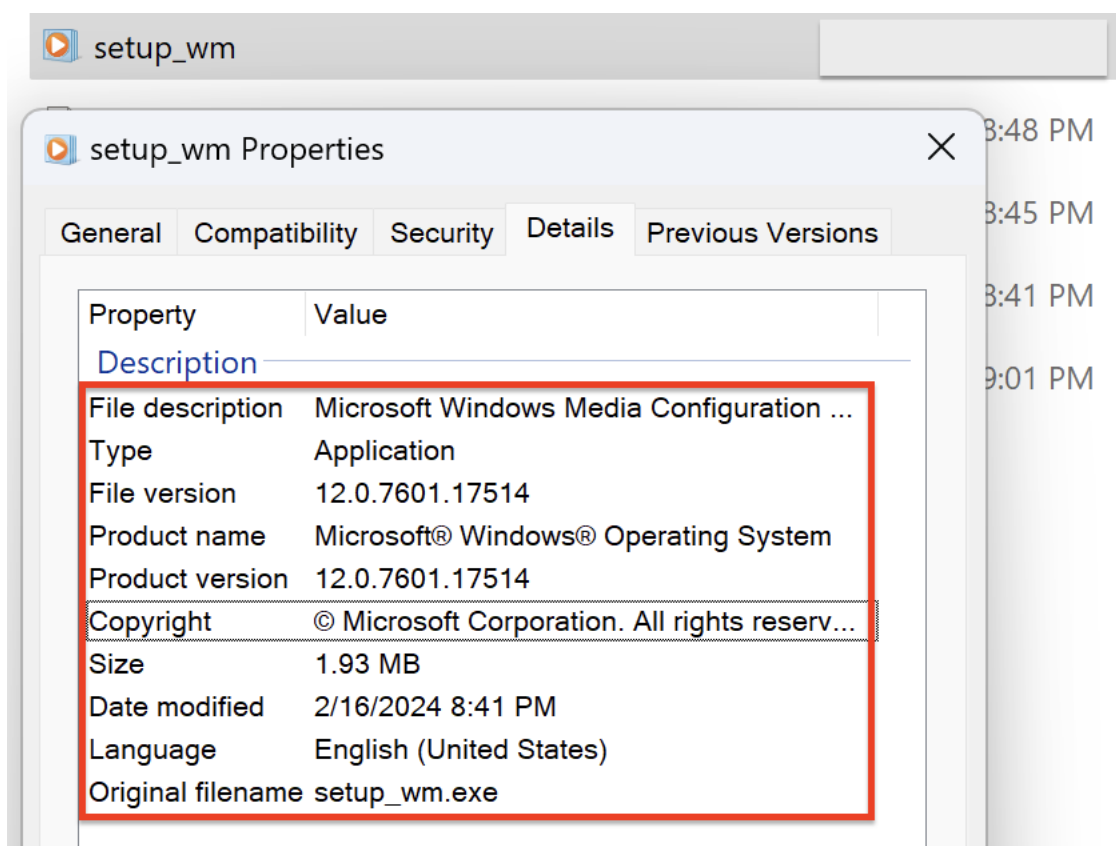 setup_wm
setup_wm Properties
8:48 PM
General Compatibility Security Details Previous Versions
8:45 PM
Property Value
8:41 PM
Description
9:01 PM
File description Microsoft Windows Media Configuration ...
Type Application
File version 12.0.7601.17514
Product name Microsoft® Windows® Operating System
Product version 12.0.7601.17514
Copyright © Microsoft Corporation. All rights reserv...
Size 1.93 MB
Date modified 2/16/2024 8:41 PM
Language English (United States)
Original filename setup_wm.exe